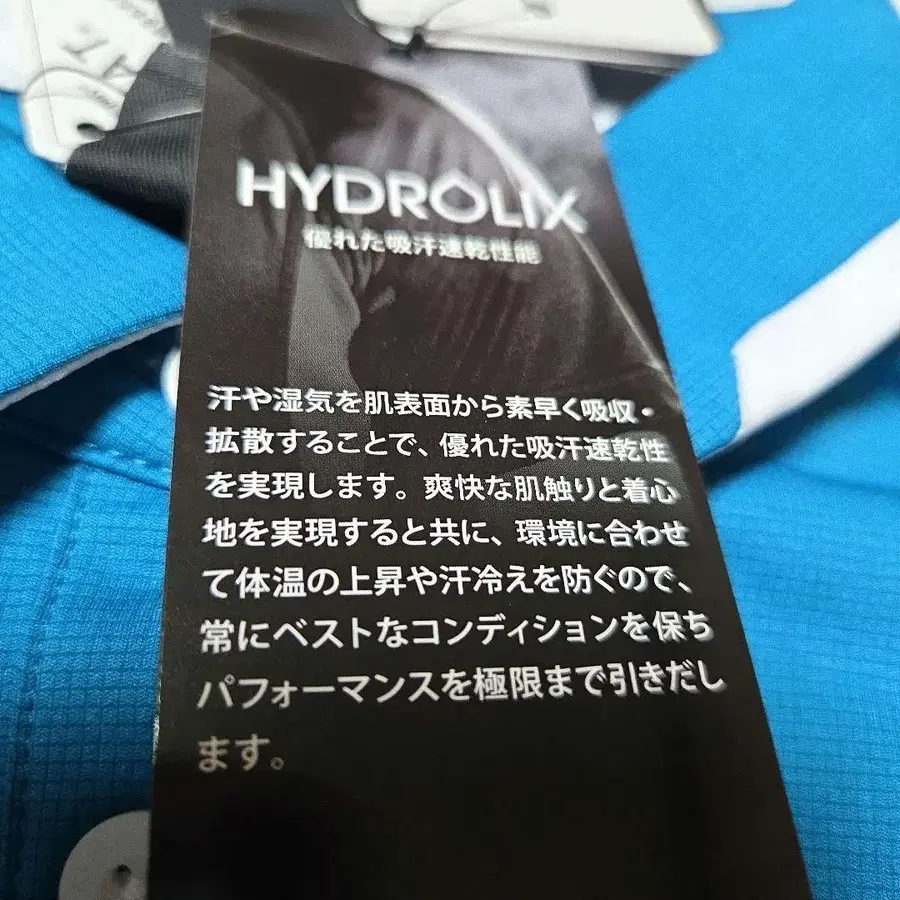 HYDROLIX
優れた吸汗速乾性能
汗や湿気を肌表面から素早く吸収・
拡散することで、優れた吸汗速乾性
を実現します。爽快な肌触りと着心
地を実現すると共に、環境に合わせ
て体温の上昇や汗冷えを防ぐので、
常にベストなコンディションを保ち
パフォーマンスを極限まで引きだし
ます。